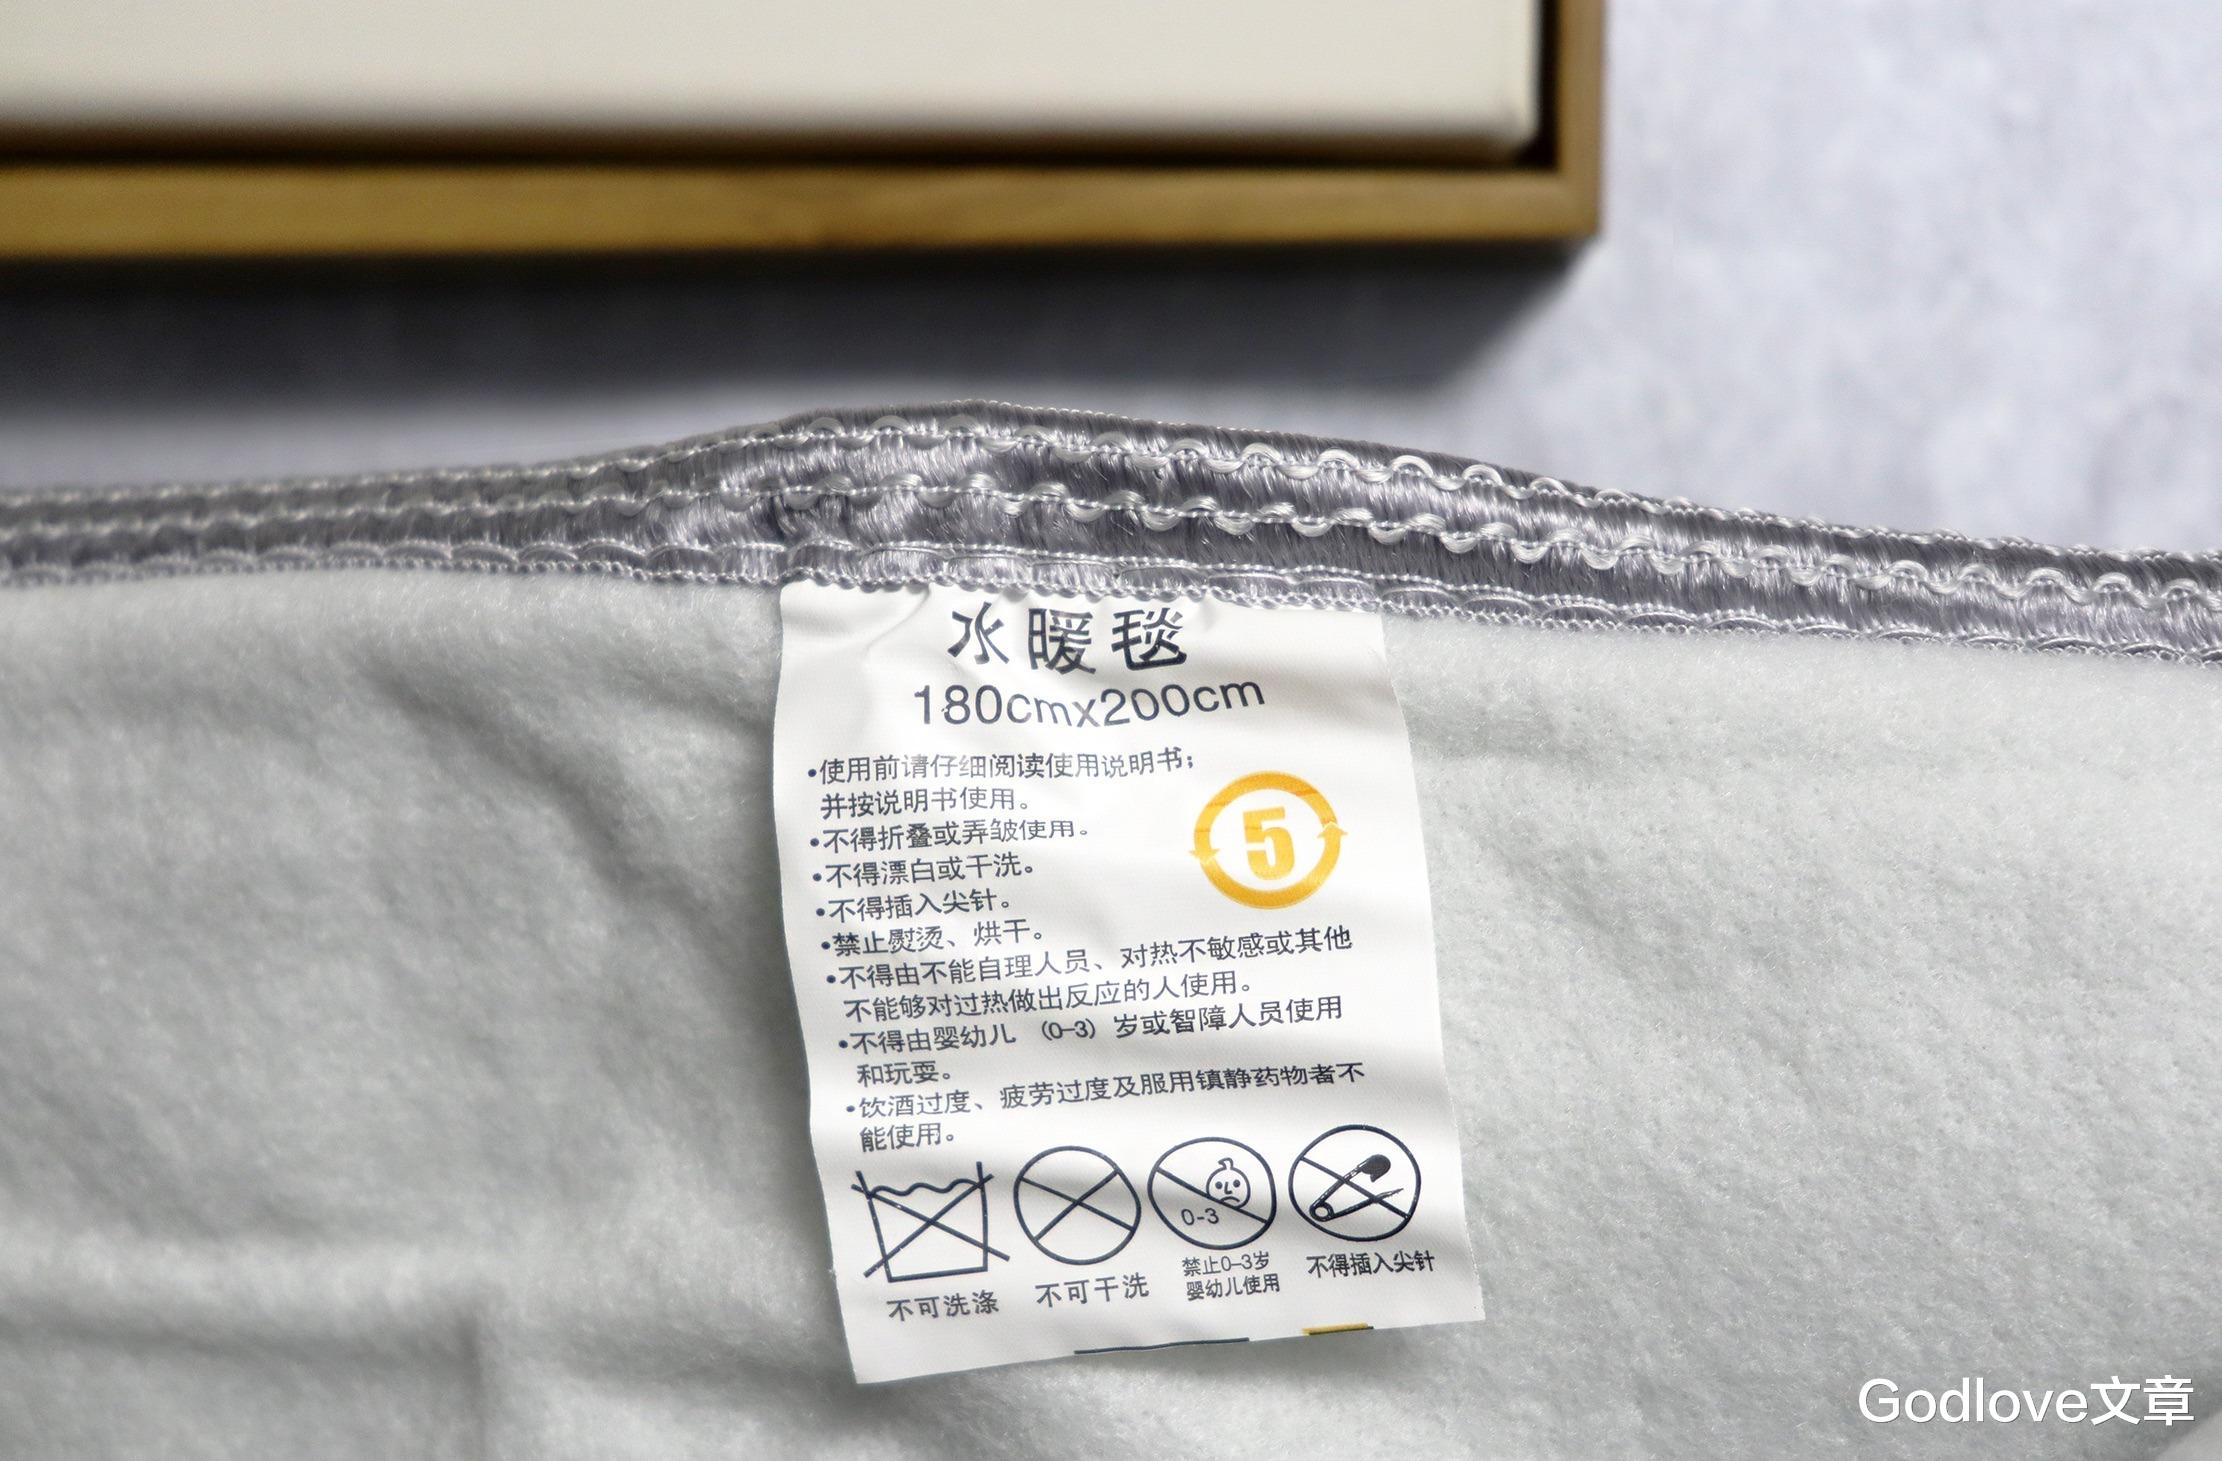 水暖毯
180cmx200cm
•使用前请仔细阅读使用说明书；
并按说明书使用。
•不得折叠或弄皱使用。
•不得漂白或干洗。
•不得插入尖针。
•禁止熨烫、烘干。
•不得由不能自理人员、对热不敏感或其他
不能够对过热做出反应的人使用。
•不得由婴幼儿（0-3）岁或智障人员使用
和玩耍。
•饮酒过度、疲劳过度及服用镇静药物者不
能使用。
5
0-3
不可洗涤
不可干洗
禁止0-3岁
婴幼儿使用
不得插入尖针
Godlove文章